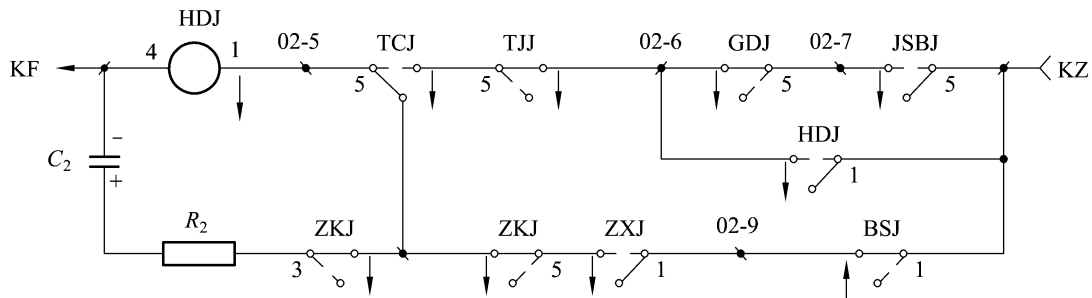 HDJ
KF 4 1 02-5 TCJ 5 TJJ 5 02-6 GDJ 5 02-7 JSBJ 5 KZ
HDJ 1
C2 − +
R2 ZKJ 3 ZKJ 5 ZXJ 1 02-9 BSJ 1